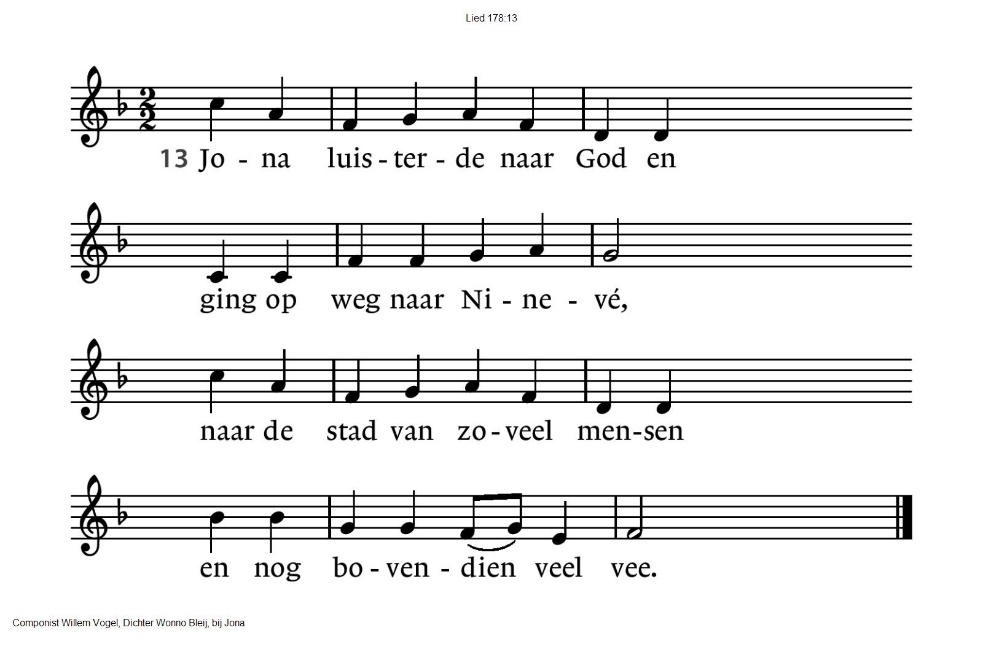 Lied 178:13
2
2
13 Jo - na luis - ter - de naar God en
ging op weg naar Ni - ne - vé,
naar de stad van zo - veel men-sen
en nog bo - ven - dien veel vee.
Componist Willem Vogel, Dichter Wonno Bleij, bij Jona